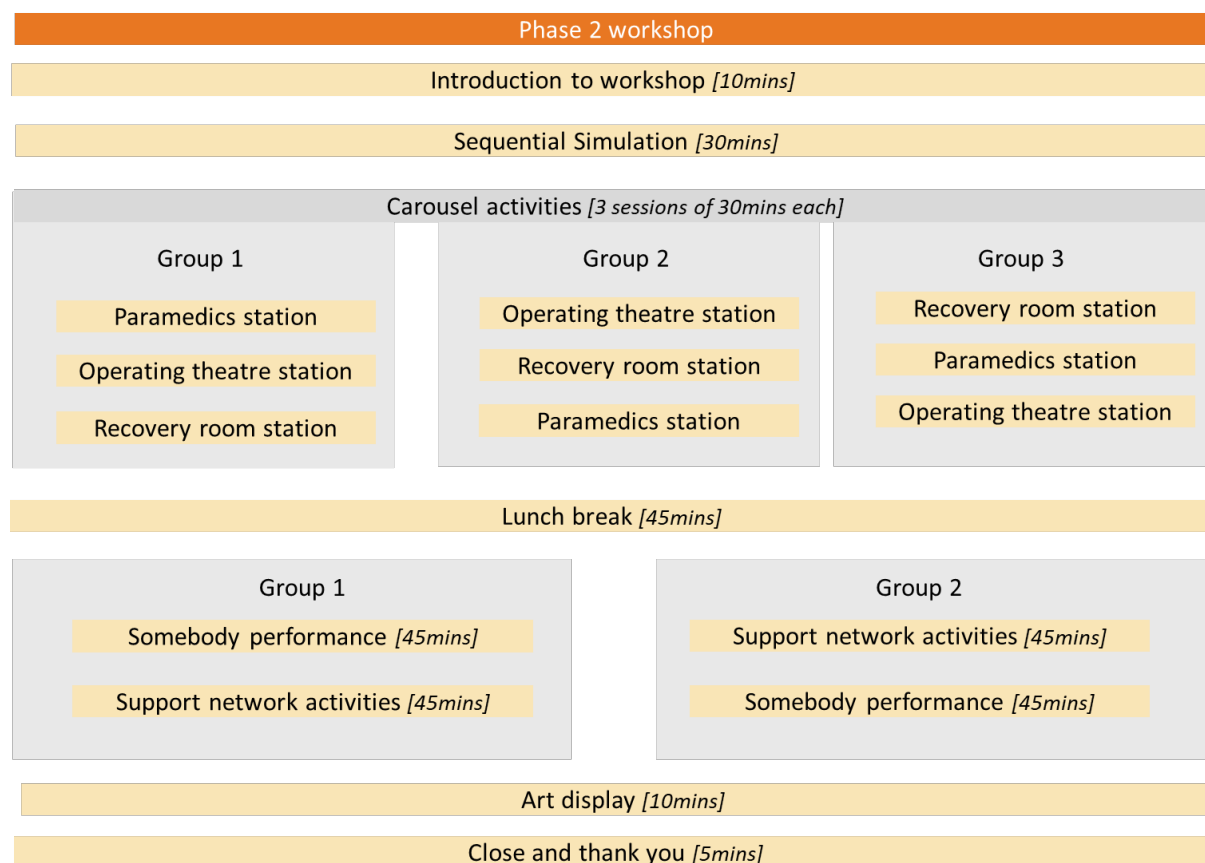 Phase 2 workshop
Introduction to workshop [10mins]
Sequential Simulation [30mins]
Carousel activities [3 sessions of 30mins each]
Group 1
Paramedics station
Operating theatre station
Recovery room station
Group 2
Operating theatre station
Recovery room station
Paramedics station
Group 3
Recovery room station
Paramedics station
Operating theatre station
Lunch break [45mins]
Group 1
Somebody performance [45mins]
Support network activities [45mins]
Group 2
Support network activities [45mins]
Somebody performance [45mins]
Art display [10mins]
Close and thank you [5mins]